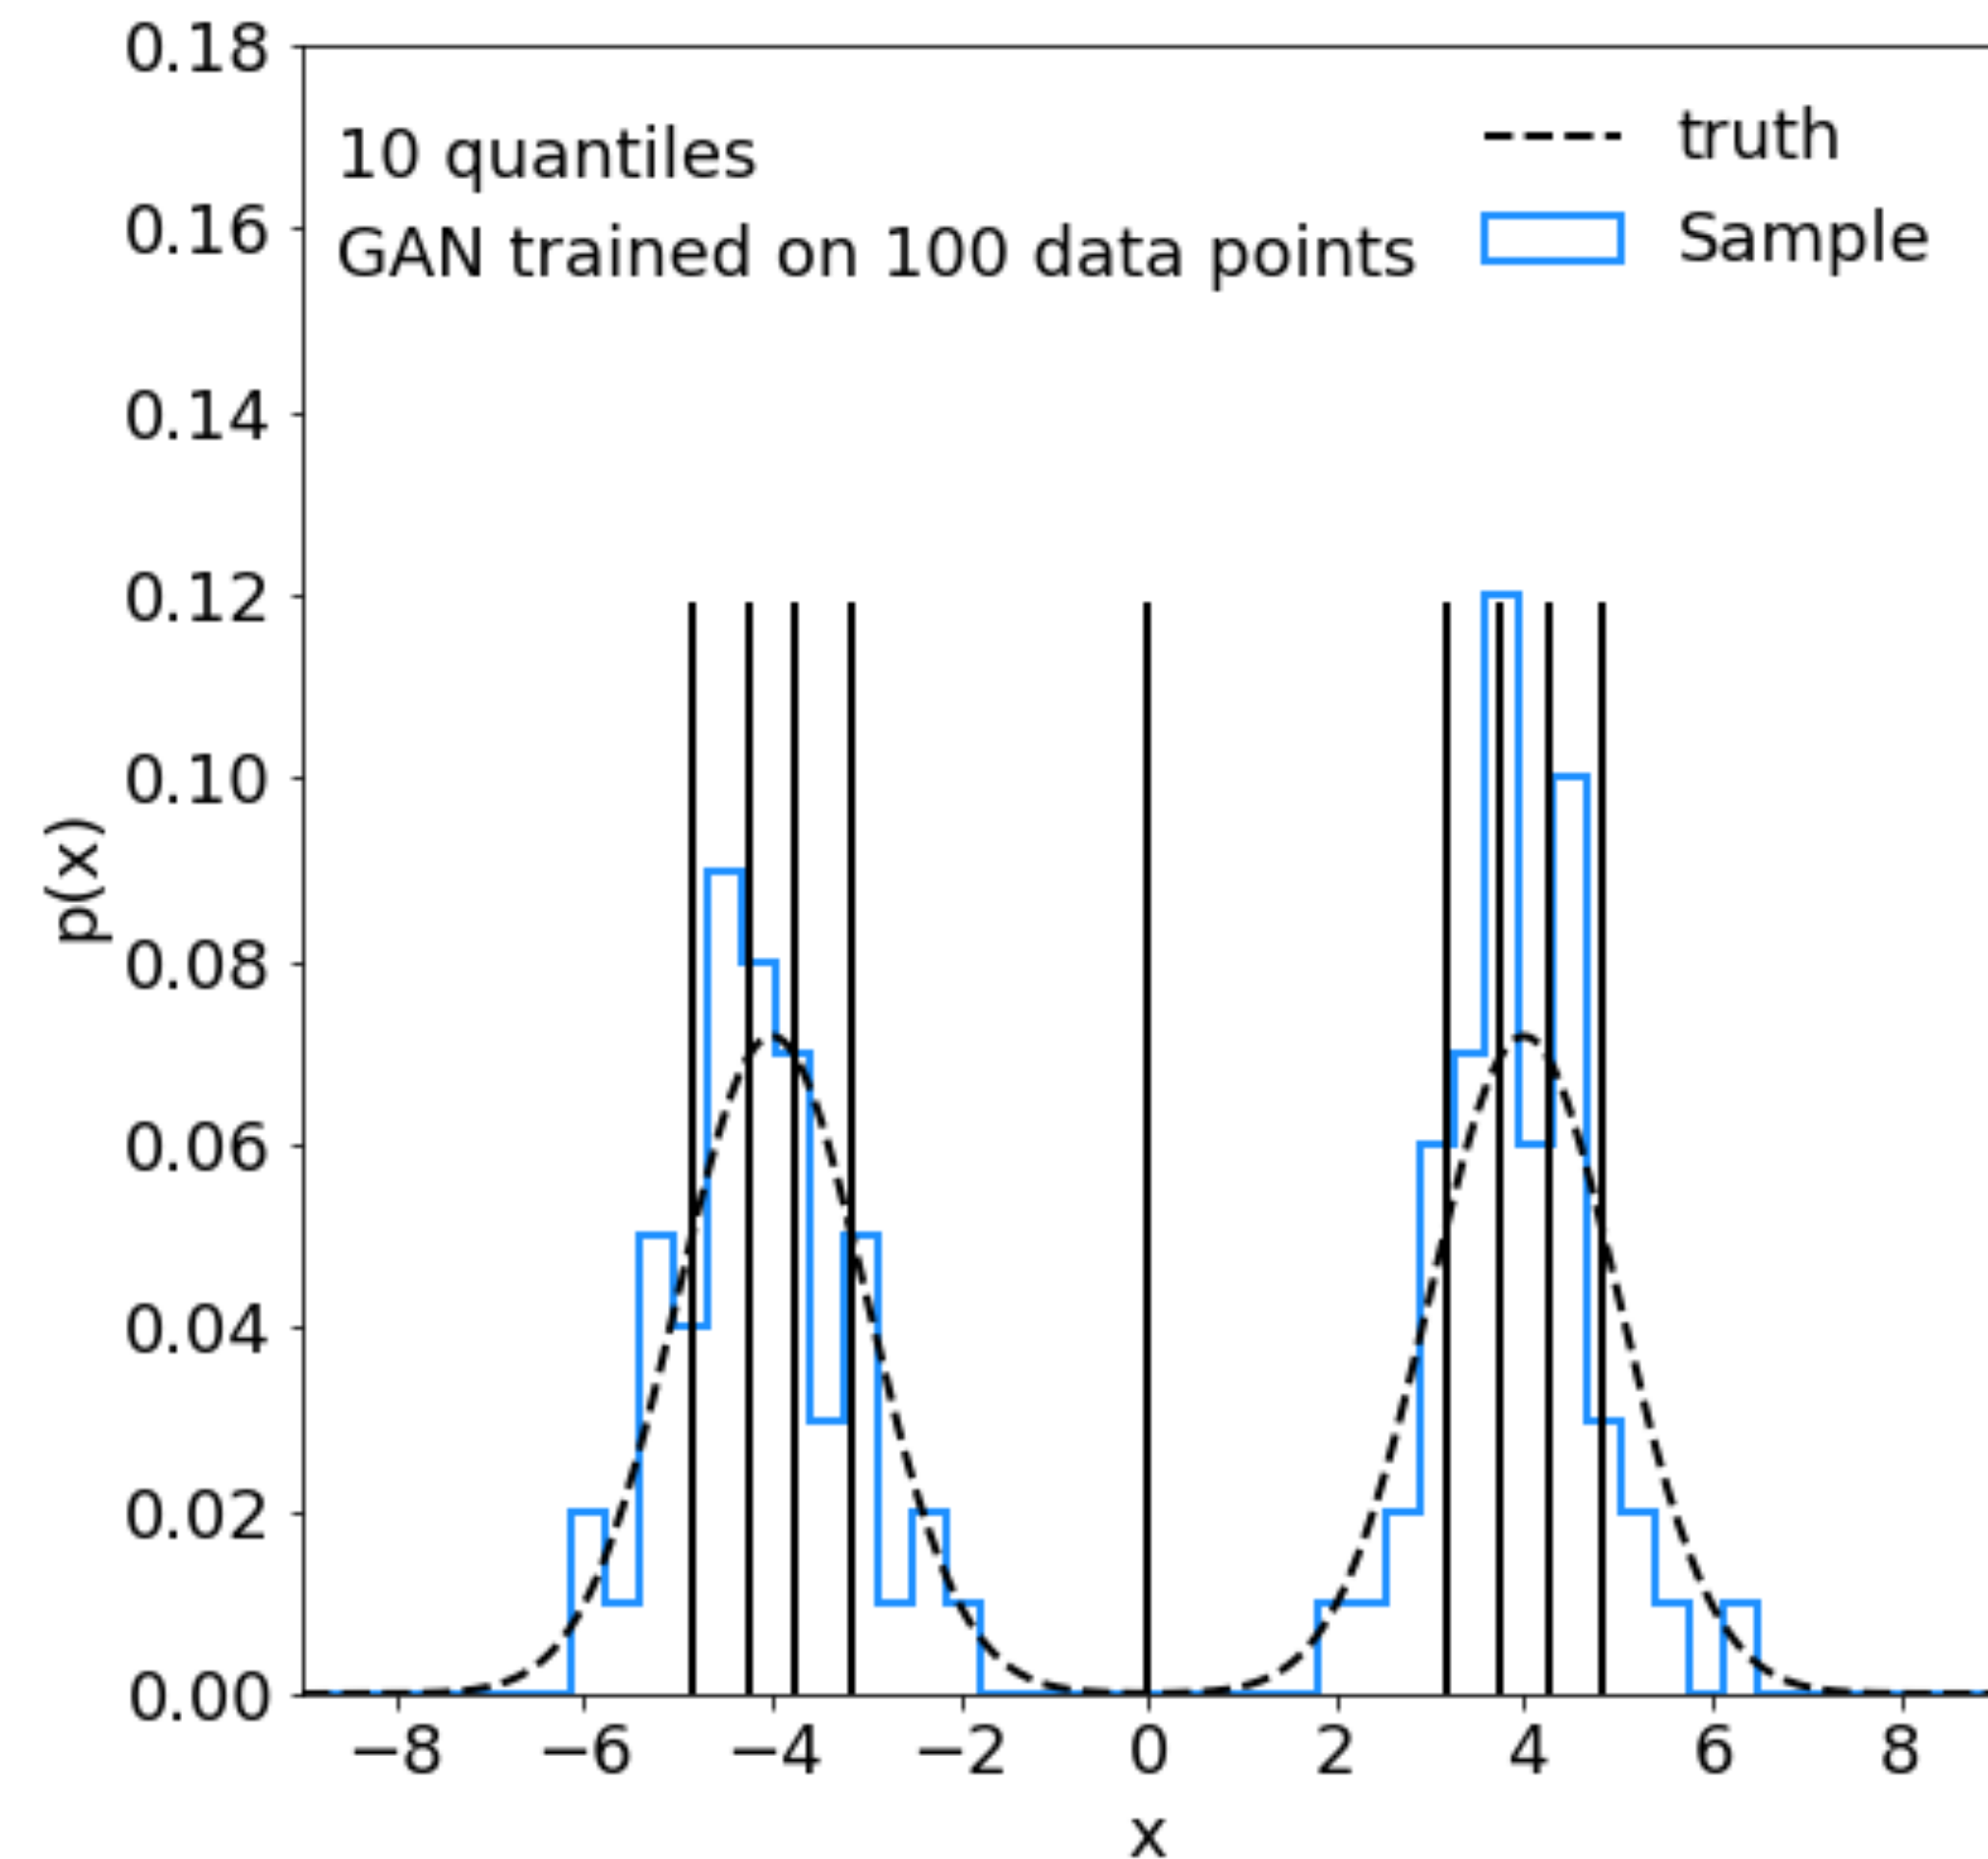 0.18
0.16
0.14
0.12
0.10
0.08
0.06
0.04
0.02
0.00
p(x)
10 quantiles
GAN trained on 100 data points
truth
Sample
−8 −6 −4 −2 0 2 4 6 8
x